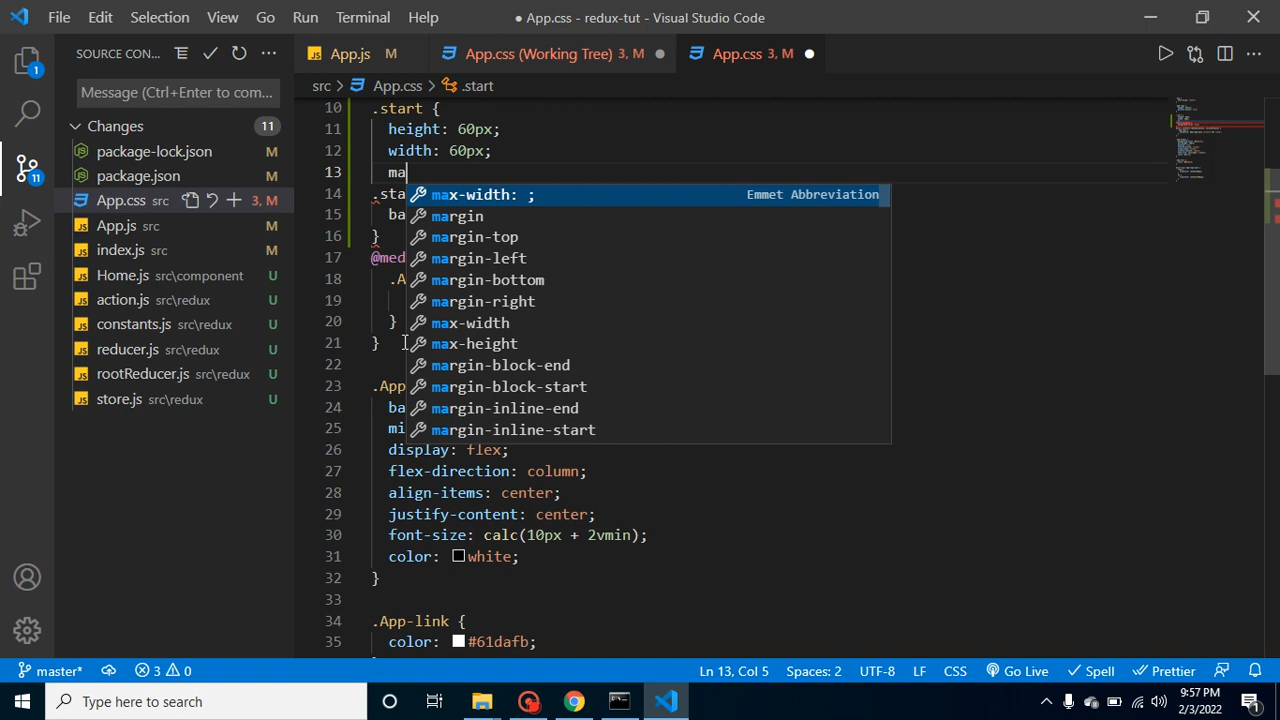 File Edit Selection View Go Run Terminal Help ● App.css - redux-tut - Visual Studio Code
SOURCE CON...
App.js M App.css (Working Tree) 3, M App.css 3, M
src > App.css > .start
Message (Ctrl+Enter to com...
Changes 11
package-lock.json M
package.json M
App.css src 3, M
App.js src M
index.js src M
Home.js src\component U
action.js src\redux U
constants.js src\redux U
reducer.js src\redux U
rootReducer.js src\redux U
store.js src\redux U
1
11
10 .start {
11 height: 60px;
12 width: 60px;
13 ma
14 .sta
15 ba
16 }
17 @med
18 .A
19
20 }
21 }
22
23 .App
24 ba
25 mi
26 display: flex;
27 flex-direction: column;
28 align-items: center;
29 justify-content: center;
30 font-size: calc(10px + 2vmin);
31 color: white;
32 }
33
34 .App-link {
35 color: #61dafb;
max-width: ; Emmet Abbreviation
margin
margin-top
margin-left
margin-bottom
margin-right
max-width
max-height
margin-block-end
margin-block-start
margin-inline-end
margin-inline-start
master* 3 0 Ln 13, Col 5 Spaces: 2 UTF-8 LF CSS Go Live Spell Prettier
Type here to search
9:57 PM
2/3/2022
1